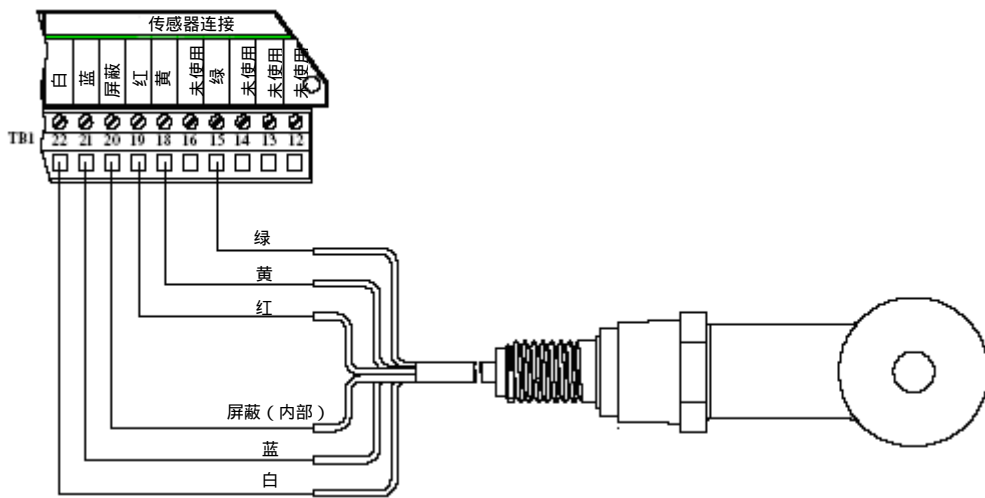 传感器连接
白 蓝 屏蔽 红 黄 未使用 绿 未使用 未使用 未使用
TB1 22 21 20 19 18 16 15 14 13 12
绿
黄
红
屏蔽（内部）
蓝
白